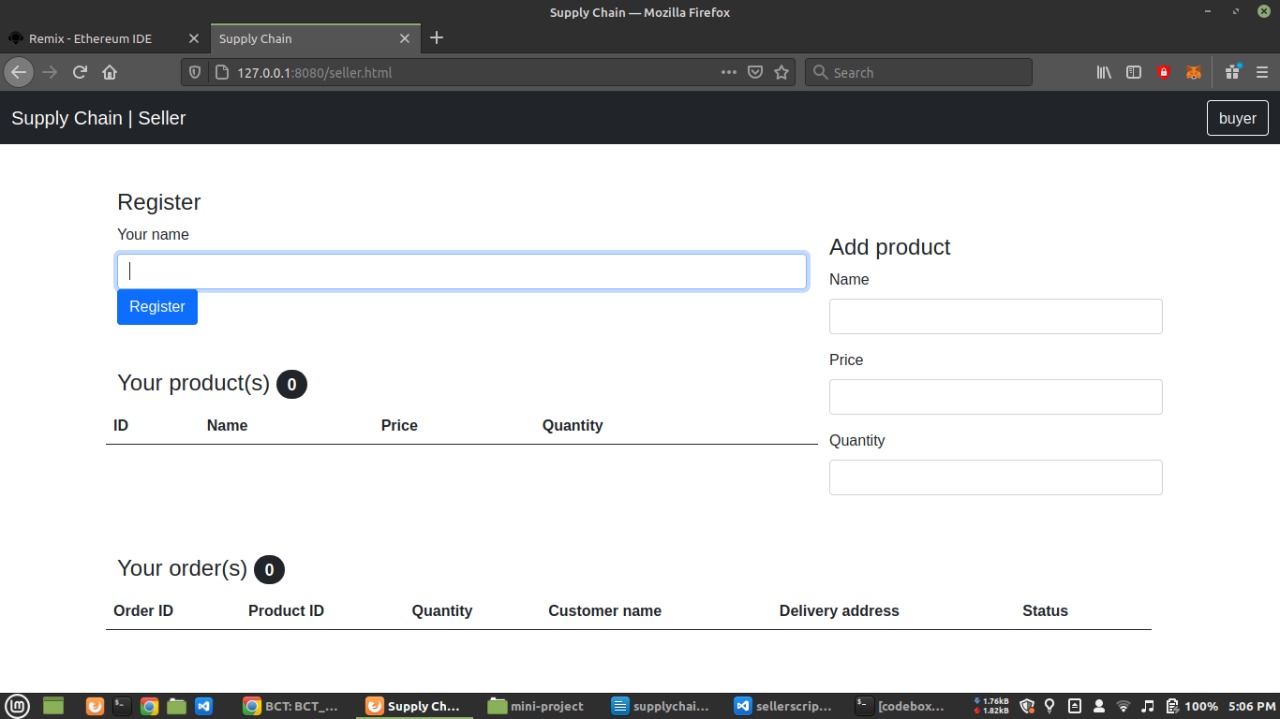 Supply Chain — Mozilla Firefox
Remix - Ethereum IDE
Supply Chain
127.0.0.1:8080/seller.html
Search
Supply Chain | Seller
buyer
Register
Your name
Register
Add product
Name
Price
Quantity
Your product(s) 0
ID Name Price Quantity
Your order(s) 0
Order ID Product ID Quantity Customer name Delivery address Status
BCT: BCT_...
Supply Ch...
mini-project
supplychai...
sellerscrip...
[codebox...
1.76kB
1.82kB
100%
5:06 PM